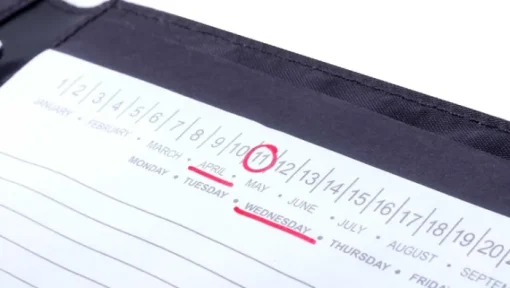 1 2 3 4 5 6 7 8 9 10 11 12 13 14 15 16 17 18 19 20
JANUARY • FEBRUARY • MARCH • APRIL • MAY • JUNE • JULY • AUGUST • SEPTEM
MONDAY • TUESDAY • WEDNESDAY • THURSDAY • FRIDAY